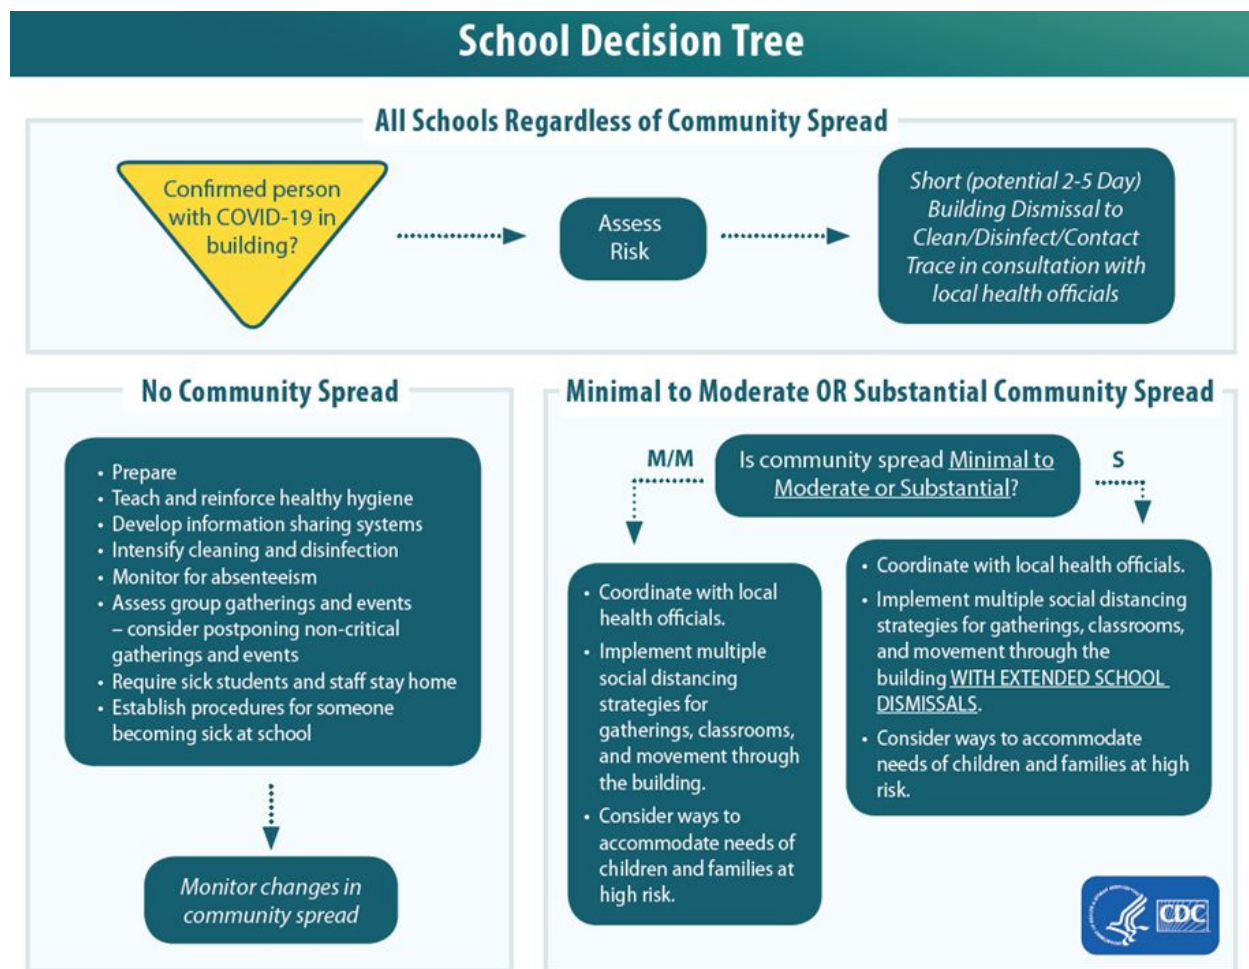 School Decision Tree
All Schools Regardless of Community Spread
Confirmed person
with COVID-19 in
building?
Assess
Risk
Short (potential 2-5 Day)
Building Dismissal to
Clean/Disinfect/Contact
Trace in consultation with
local health officials
No Community Spread
• Prepare
• Teach and reinforce healthy hygiene
• Develop information sharing systems
• Intensify cleaning and disinfection
• Monitor for absenteeism
• Assess group gatherings and events
– consider postponing non-critical
gatherings and events
• Require sick students and staff stay home
• Establish procedures for someone
becoming sick at school
Monitor changes in
community spread
Minimal to Moderate OR Substantial Community Spread
Is community spread Minimal to
Moderate or Substantial?
M/M
• Coordinate with local
health officials.
• Implement multiple
social distancing
strategies for
gatherings, classrooms,
and movement through
the building.
• Consider ways to
accommodate needs of
children and families at
high risk.
S
• Coordinate with local health officials.
• Implement multiple social distancing
strategies for gatherings, classrooms,
and movement through the
building WITH EXTENDED SCHOOL
DISMISSALS.
• Consider ways to accommodate
needs of children and families at high
risk.
CDC